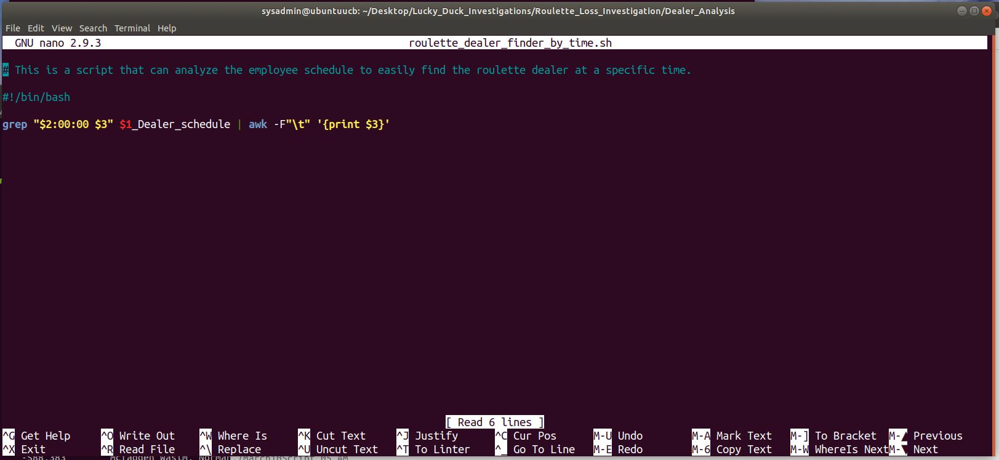 sysadmin@ubuntuucb: ~/Desktop/Lucky_Duck_Investigations/Roulette_Loss_Investigation/Dealer_Analysis
File Edit View Search Terminal Help
GNU nano 2.9.3 roulette_dealer_finder_by_time.sh
# This is a script that can analyze the employee schedule to easily find the roulette dealer at a specific time.
#!/bin/bash
grep "$2:00:00 $3" $1_Dealer_schedule | awk -F"\t" '{print $3}'
[ Read 6 lines ]
^G Get Help ^O Write Out ^W Where Is ^K Cut Text ^J Justify ^C Cur Pos M-U Undo M-A Mark Text M-] To Bracket M-▲ Previous
^X Exit ^R Read File ^\ Replace ^U Uncut Text ^T To Linter ^_ Go To Line M-E Redo M-6 Copy Text M-W WhereIs Next M-▼ Next